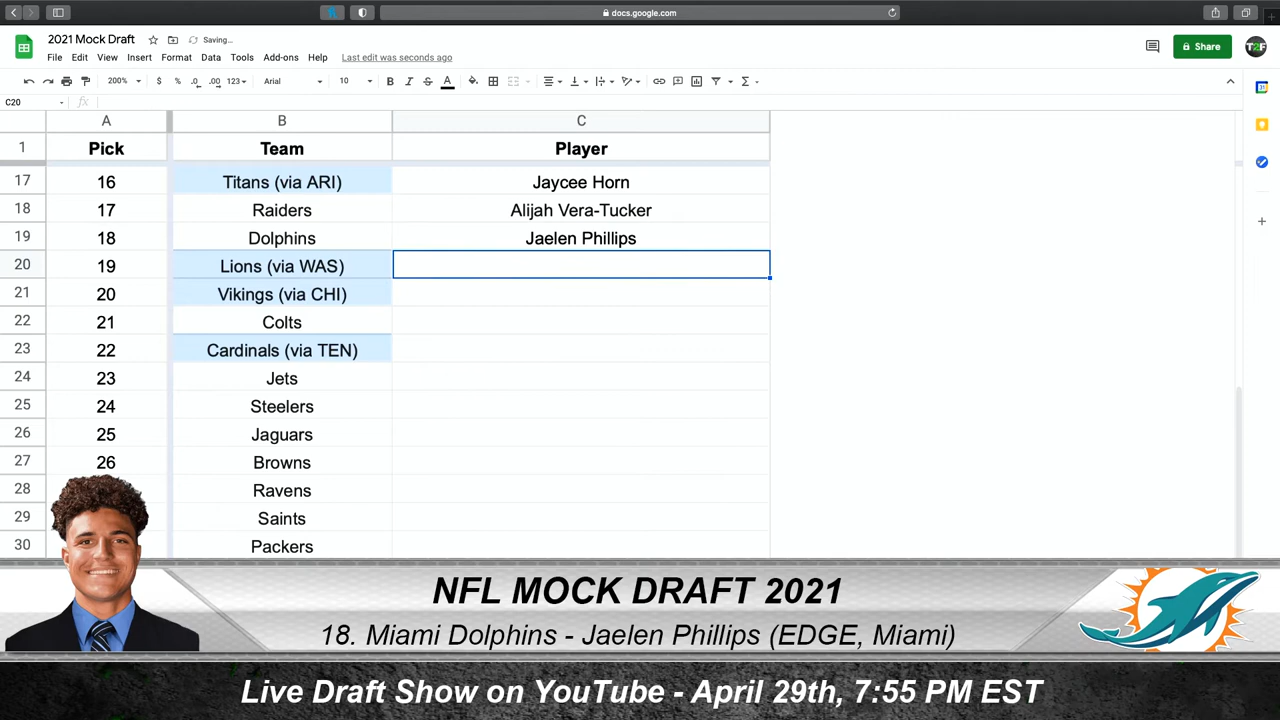 docs.google.com
2021 Mock Draft
Saving...
File Edit View Insert Format Data Tools Add-ons Help Last edit was seconds ago
Share
T2F
200% $ % .0 .00 123 Arial 10 B I S A
C20 fx
A B C
1 Pick Team Player
17 16 Titans (via ARI) Jaycee Horn
18 17 Raiders Alijah Vera-Tucker
19 18 Dolphins Jaelen Phillips
20 19 Lions (via WAS)
21 20 Vikings (via CHI)
22 21 Colts
23 22 Cardinals (via TEN)
24 23 Jets
25 24 Steelers
26 25 Jaguars
27 26 Browns
28 Ravens
29 Saints
30 Packers
NFL MOCK DRAFT 2021
18. Miami Dolphins - Jaelen Phillips (EDGE, Miami)
Live Draft Show on YouTube - April 29th, 7:55 PM EST